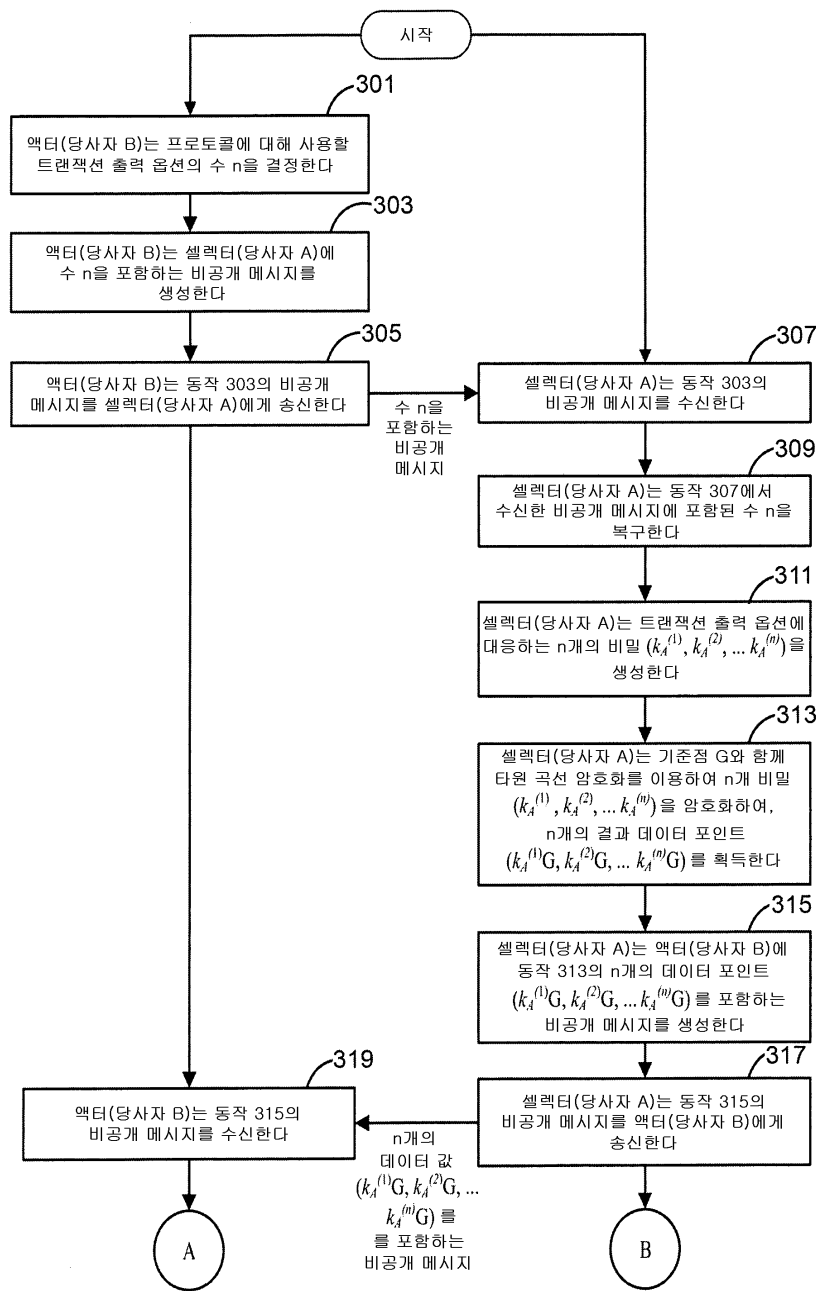 시작
301
액터(당사자 B)는 프로토콜에 대해 사용할
트랜잭션 출력 옵션의 수 n을 결정한다
303
액터(당사자 B)는 셀렉터(당사자 A)에
수 n을 포함하는 비공개 메시지를
생성한다
305
액터(당사자 B)는 동작 303의 비공개
메시지를 셀렉터(당사자 A)에게 송신한다
수 n을
포함하는
비공개
메시지
307
셀렉터(당사자 A)는 동작 303의
비공개 메시지를 수신한다
309
셀렉터(당사자 A)는 동작 307에서
수신한 비공개 메시지에 포함된 수 n을
복구한다
311
셀렉터(당사자 A)는 트랜잭션 출력 옵션에
대응하는 n개의 비밀 (k_A^(1), k_A^(2), ... k_A^(n))을
생성한다
313
셀렉터(당사자 A)는 기준점 G와 함께
타원 곡선 암호화를 이용하여 n개 비밀
(k_A^(1), k_A^(2), ... k_A^(n))을 암호화하여,
n개의 결과 데이터 포인트
(k_A^(1)G, k_A^(2)G, ... k_A^(n)G)를 획득한다
315
셀렉터(당사자 A)는 액터(당사자 B)에
동작 313의 n개의 데이터 포인트
(k_A^(1)G, k_A^(2)G, ... k_A^(n)G)를 포함하는
비공개 메시지를 생성한다
317
셀렉터(당사자 A)는 동작 315의
비공개 메시지를 액터(당사자 B)에게
송신한다
319
액터(당사자 B)는 동작 315의
비공개 메시지를 수신한다
n개의
데이터 값
(k_A^(1)G, k_A^(2)G, ...
k_A^(n)G)를
를 포함하는
비공개 메시지
A
B